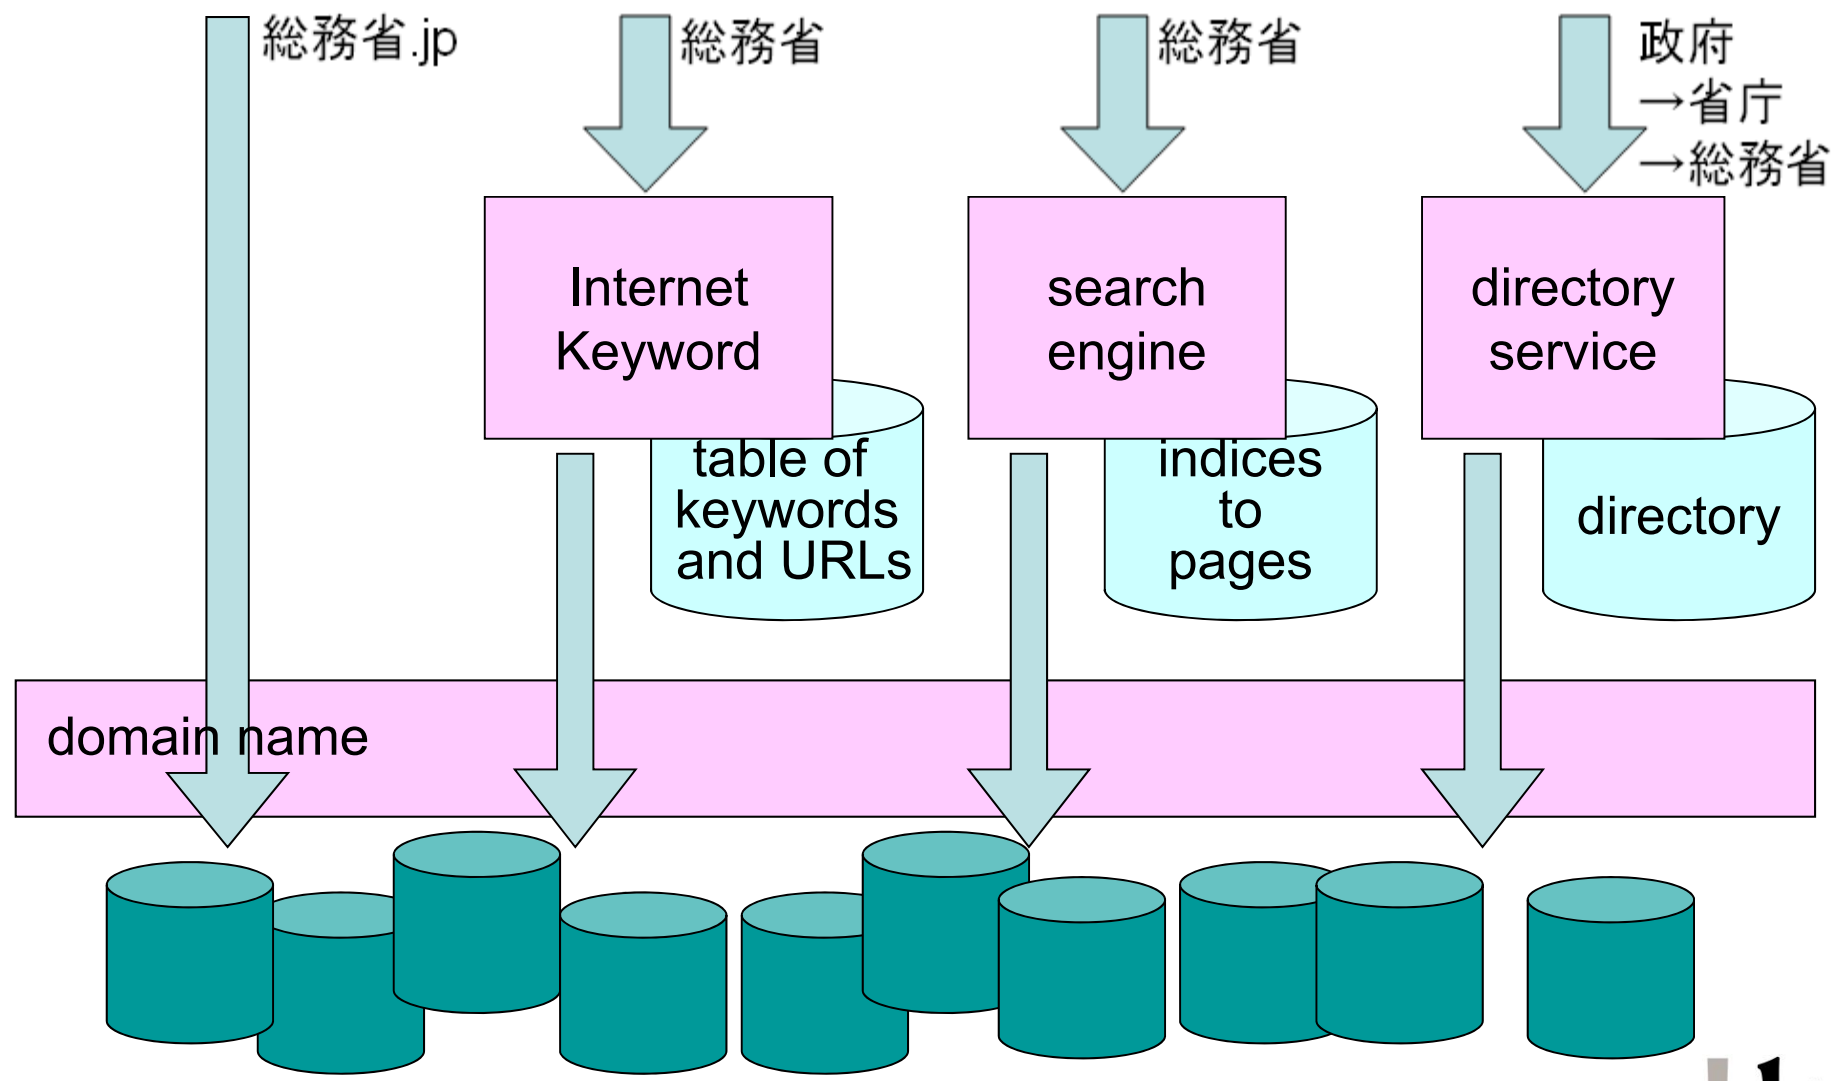 総務省.jp
総務省
総務省
政府
→省庁
→総務省
Internet
Keyword
search
engine
directory
service
table of
keywords
and URLs
indices
to
pages
directory
domain name